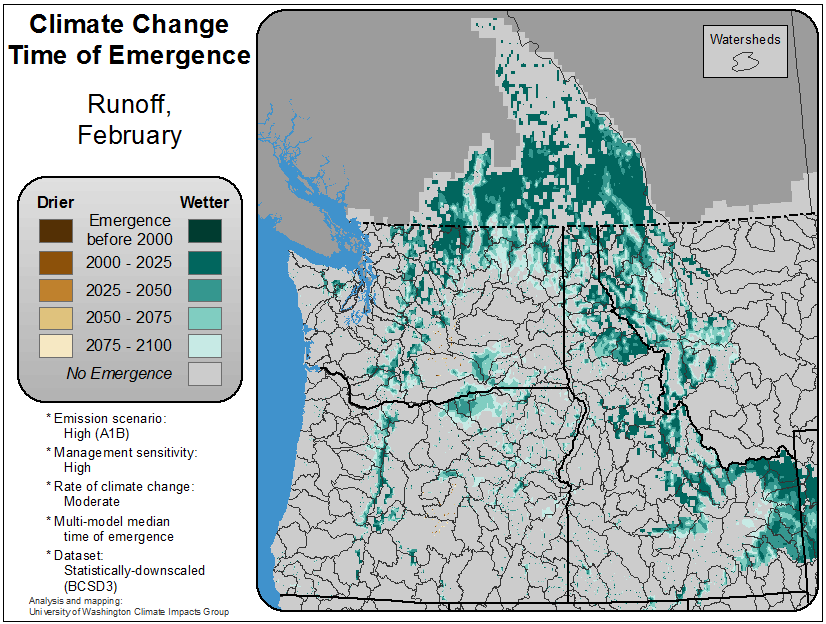 Climate Change
Time of Emergence
Runoff,
February
Watersheds
Drier
Wetter
Emergence
before 2000
2000 - 2025
2025 - 2050
2050 - 2075
2075 - 2100
No Emergence
* Emission scenario:
High (A1B)
* Management sensitivity:
High
* Rate of climate change:
Moderate
* Multi-model median
time of emergence
* Dataset:
Statistically-downscaled
(BCSD3)
Analysis and mapping:
University of Washington Climate Impacts Group